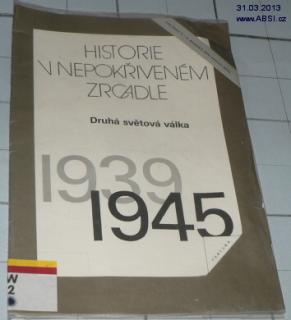 31.03.2013
www.ABSI.cz
HISTORIE
V NEPOKŘIVENÉM
ZRCADLE
Druhá světová válka
1939
1945
W
2